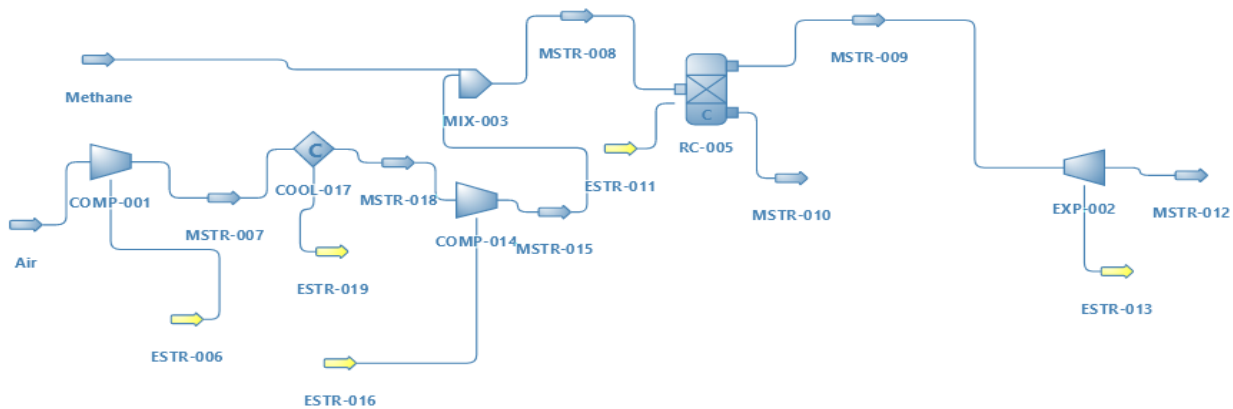 MSTR-008
MSTR-009
Methane
MIX-003
C
RC-005
C
COMP-001
COOL-017
MSTR-018
ESTR-011
MSTR-010
EXP-002
MSTR-012
MSTR-007
COMP-014
MSTR-015
Air
ESTR-019
ESTR-013
ESTR-006
ESTR-016